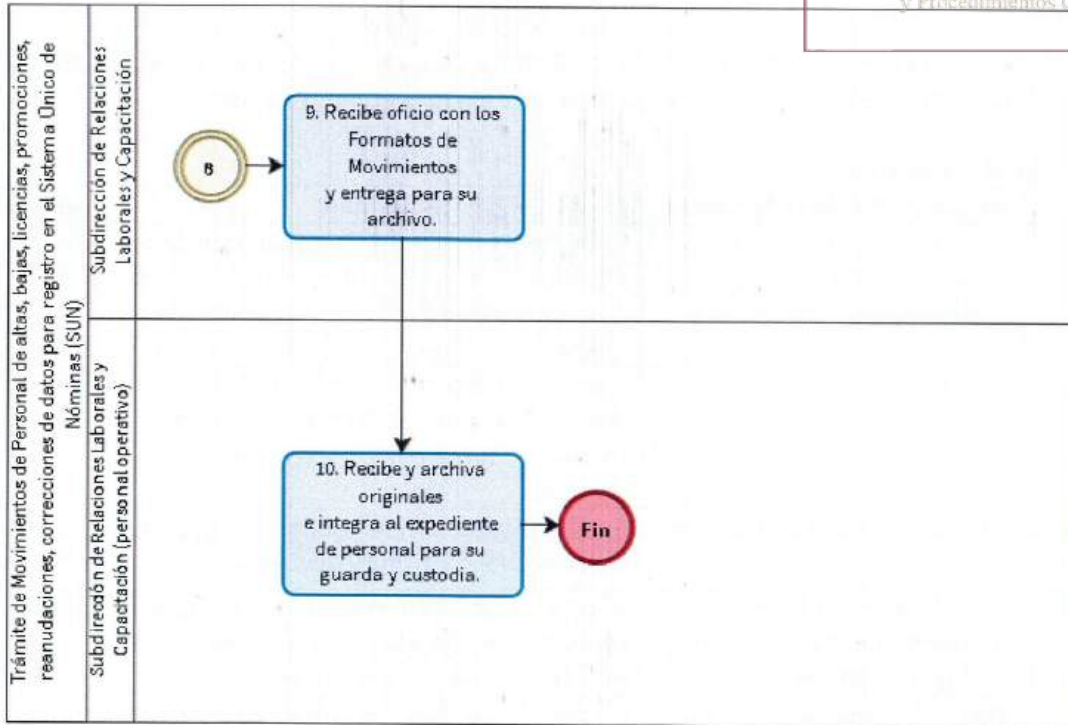 y Procedimientos
Trámite de Movimientos de Personal de altas, bajas, licencias, promociones,
reanudaciones, correcciones de datos para registro en el Sistema Único de
Nóminas (SUN)
Subdirección de Relaciones
Laborales y Capacitación
B
9. Recibe oficio con los
Formatos de
Movimientos
y entrega para su
archivo.
Subdirección de Relaciones Laborales y
Capacitación (personal operativo)
10. Recibe y archiva
originales
e integra al expediente
de personal para su
guarda y custodia.
Fin